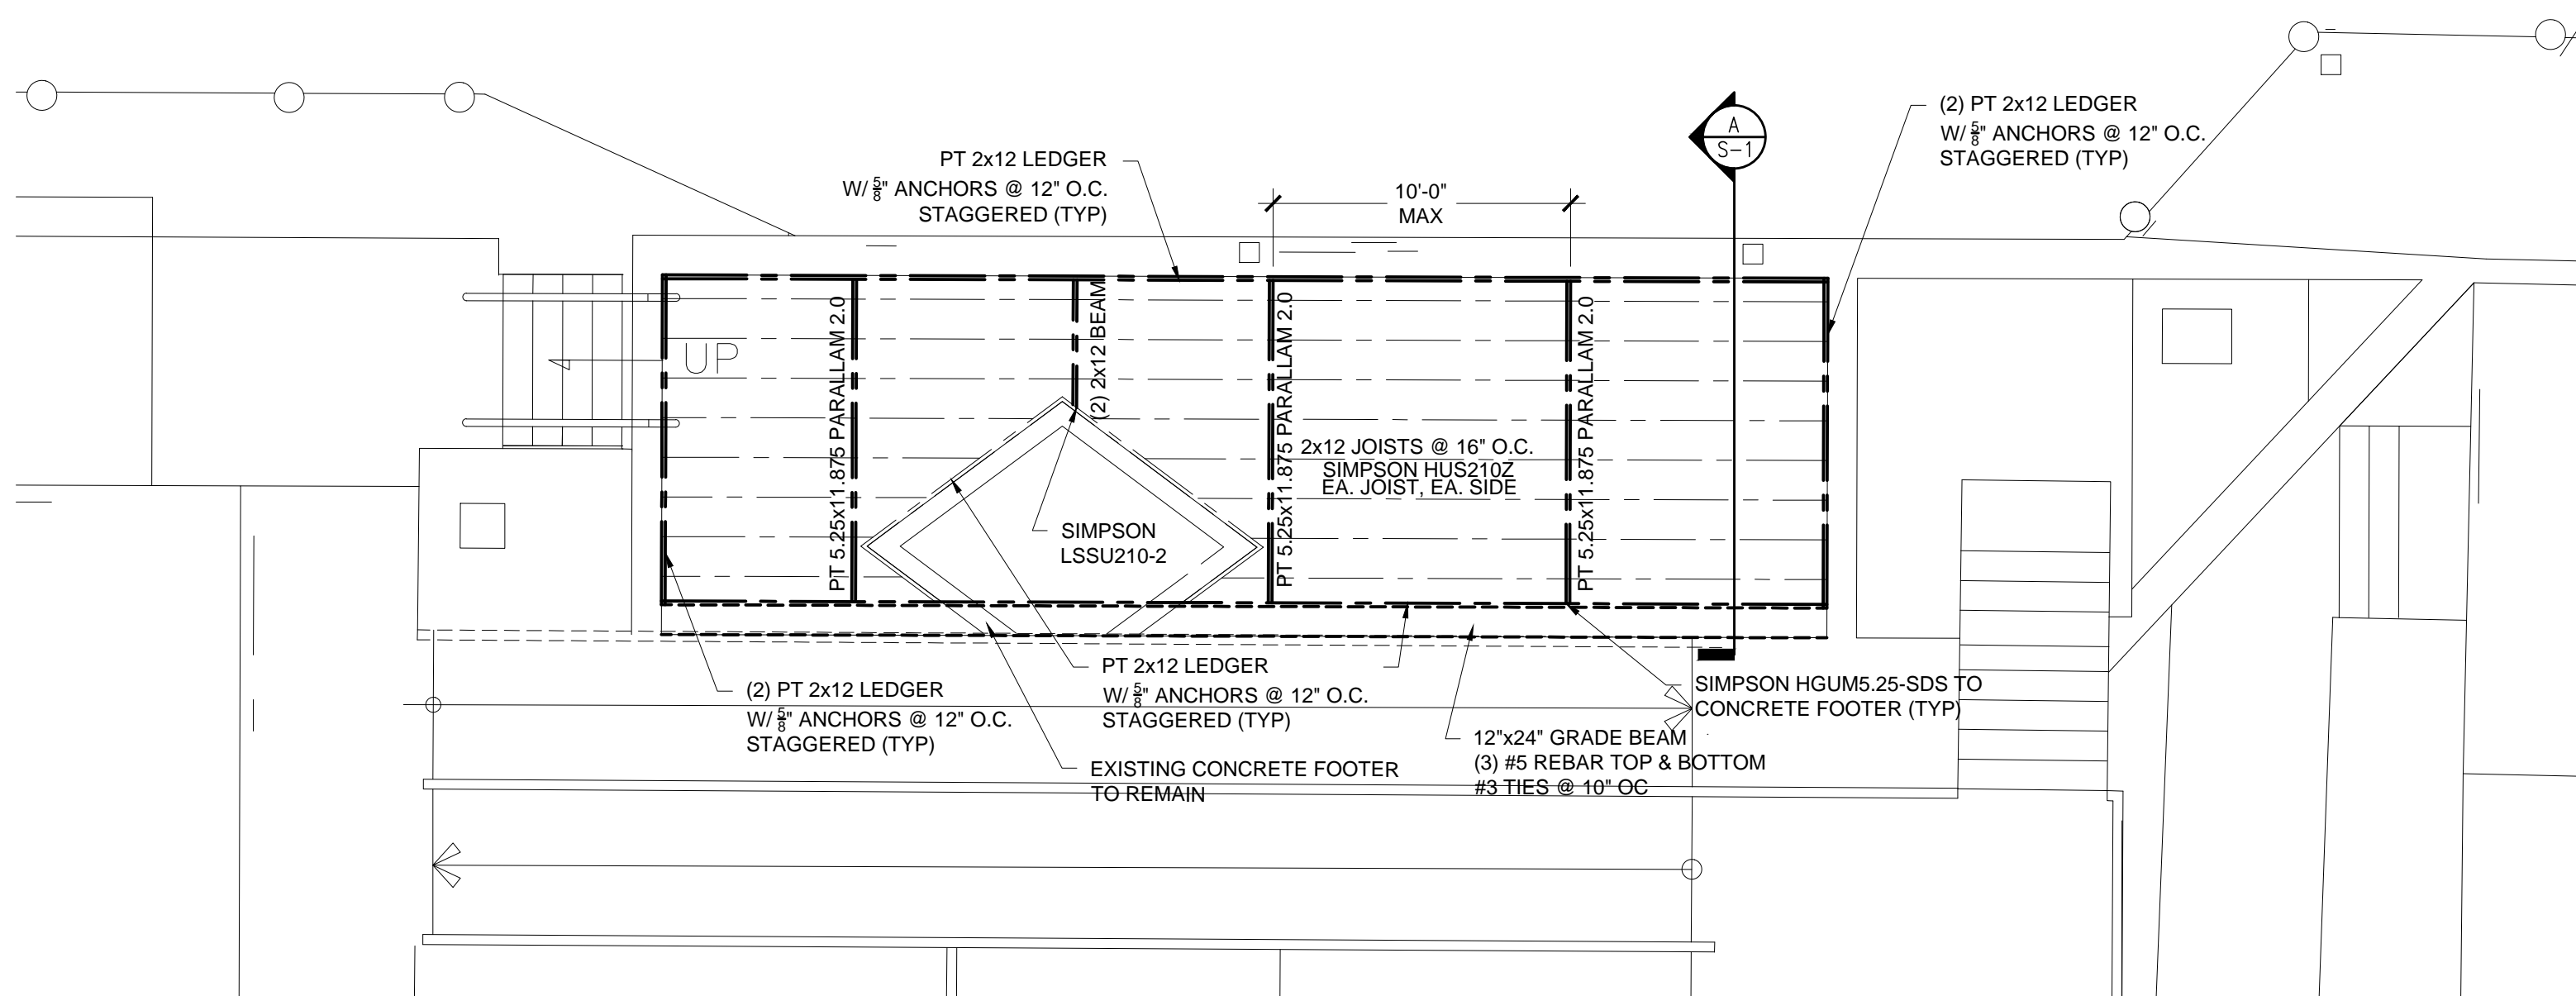 (2) PT 2x12 LEDGER
W/ 5/8" ANCHORS @ 12" O.C.
STAGGERED (TYP)
A
S-1
PT 2x12 LEDGER
W/ 5/8" ANCHORS @ 12" O.C.
STAGGERED (TYP)
10'-0"
MAX
UP
PT 5.25x11.875 PARALLAM 2.0
(2) 2x12 BEAM
PT 5.25x11.875 PARALLAM 2.0
PT 5.25x11.875 PARALLAM 2.0
2x12 JOISTS @ 16" O.C.
SIMPSON HUS210Z
EA. JOIST, EA. SIDE
SIMPSON
LSSU210-2
(2) PT 2x12 LEDGER
W/ 5/8" ANCHORS @ 12" O.C.
STAGGERED (TYP)
PT 2x12 LEDGER
W/ 5/8" ANCHORS @ 12" O.C.
STAGGERED (TYP)
SIMPSON HGUM5.25-SDS TO
CONCRETE FOOTER (TYP)
12"x24" GRADE BEAM
(3) #5 REBAR TOP & BOTTOM
#3 TIES @ 10" OC
EXISTING CONCRETE FOOTER
TO REMAIN